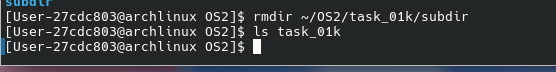 subdir
[User-27cdc803@archlinux OS2]$ rmdir ~/OS2/task_01k/subdir
[User-27cdc803@archlinux OS2]$ ls task_01k
[User-27cdc803@archlinux OS2]$